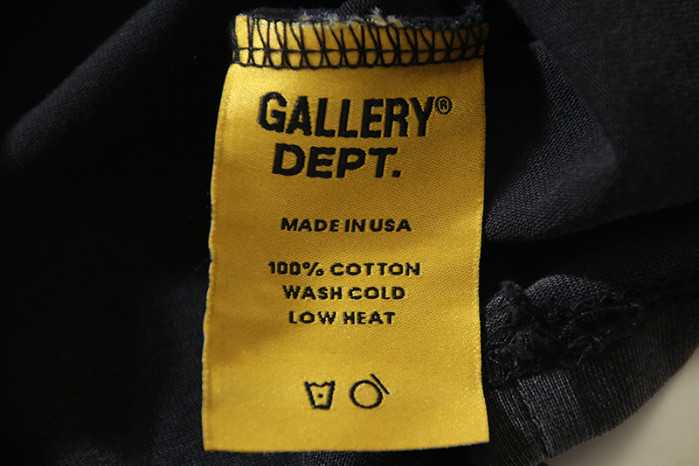 GALLERY®
DEPT.
MADE IN USA
100% COTTON
WASH COLD
LOW HEAT